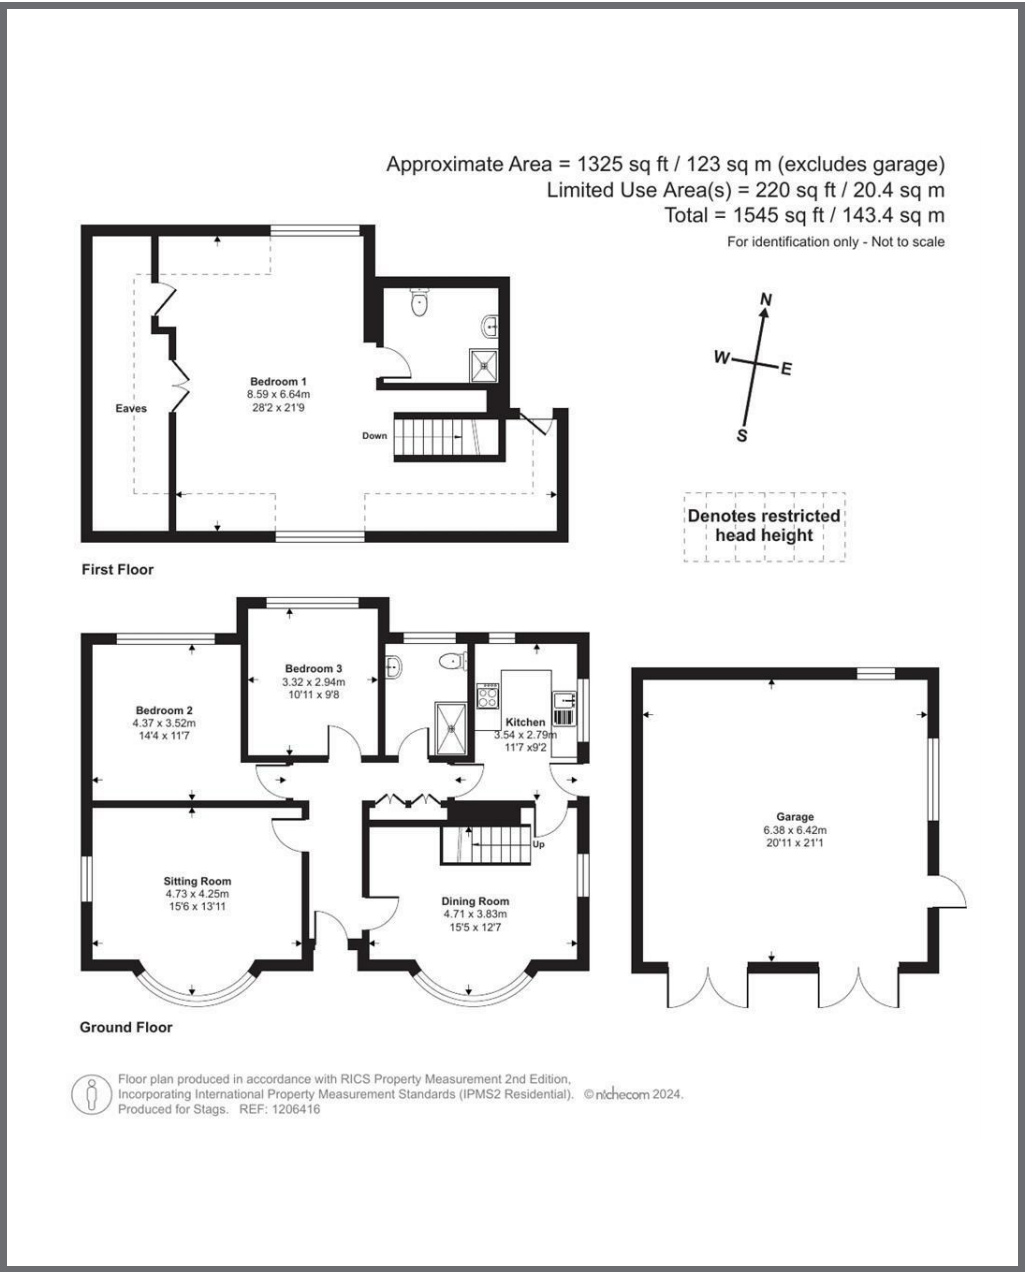 Approximate Area = 1325 sq ft / 123 sq m (excludes garage)
Limited Use Area(s) = 220 sq ft / 20.4 sq m
Total = 1545 sq ft / 143.4 sq m
For identification only - Not to scale
N
W
E
S
Denotes restricted
head height
Bedroom 1
8.59 x 6.64m
28'2 x 21'9
Eaves
Down
First Floor
Bedroom 3
3.32 x 2.94m
10'11 x 9'8
Bedroom 2
4.37 x 3.52m
14'4 x 11'7
Kitchen
3.54 x 2.79m
11'7 x9'2
Garage
6.38 x 6.42m
20'11 x 21'1
Up
Sitting Room
4.73 x 4.25m
15'6 x 13'11
Dining Room
4.71 x 3.83m
15'5 x 12'7
Ground Floor
Floor plan produced in accordance with RICS Property Measurement 2nd Edition,
Incorporating International Property Measurement Standards (IPMS2 Residential). © nichecom 2024.
Produced for Stags. REF: 1206416